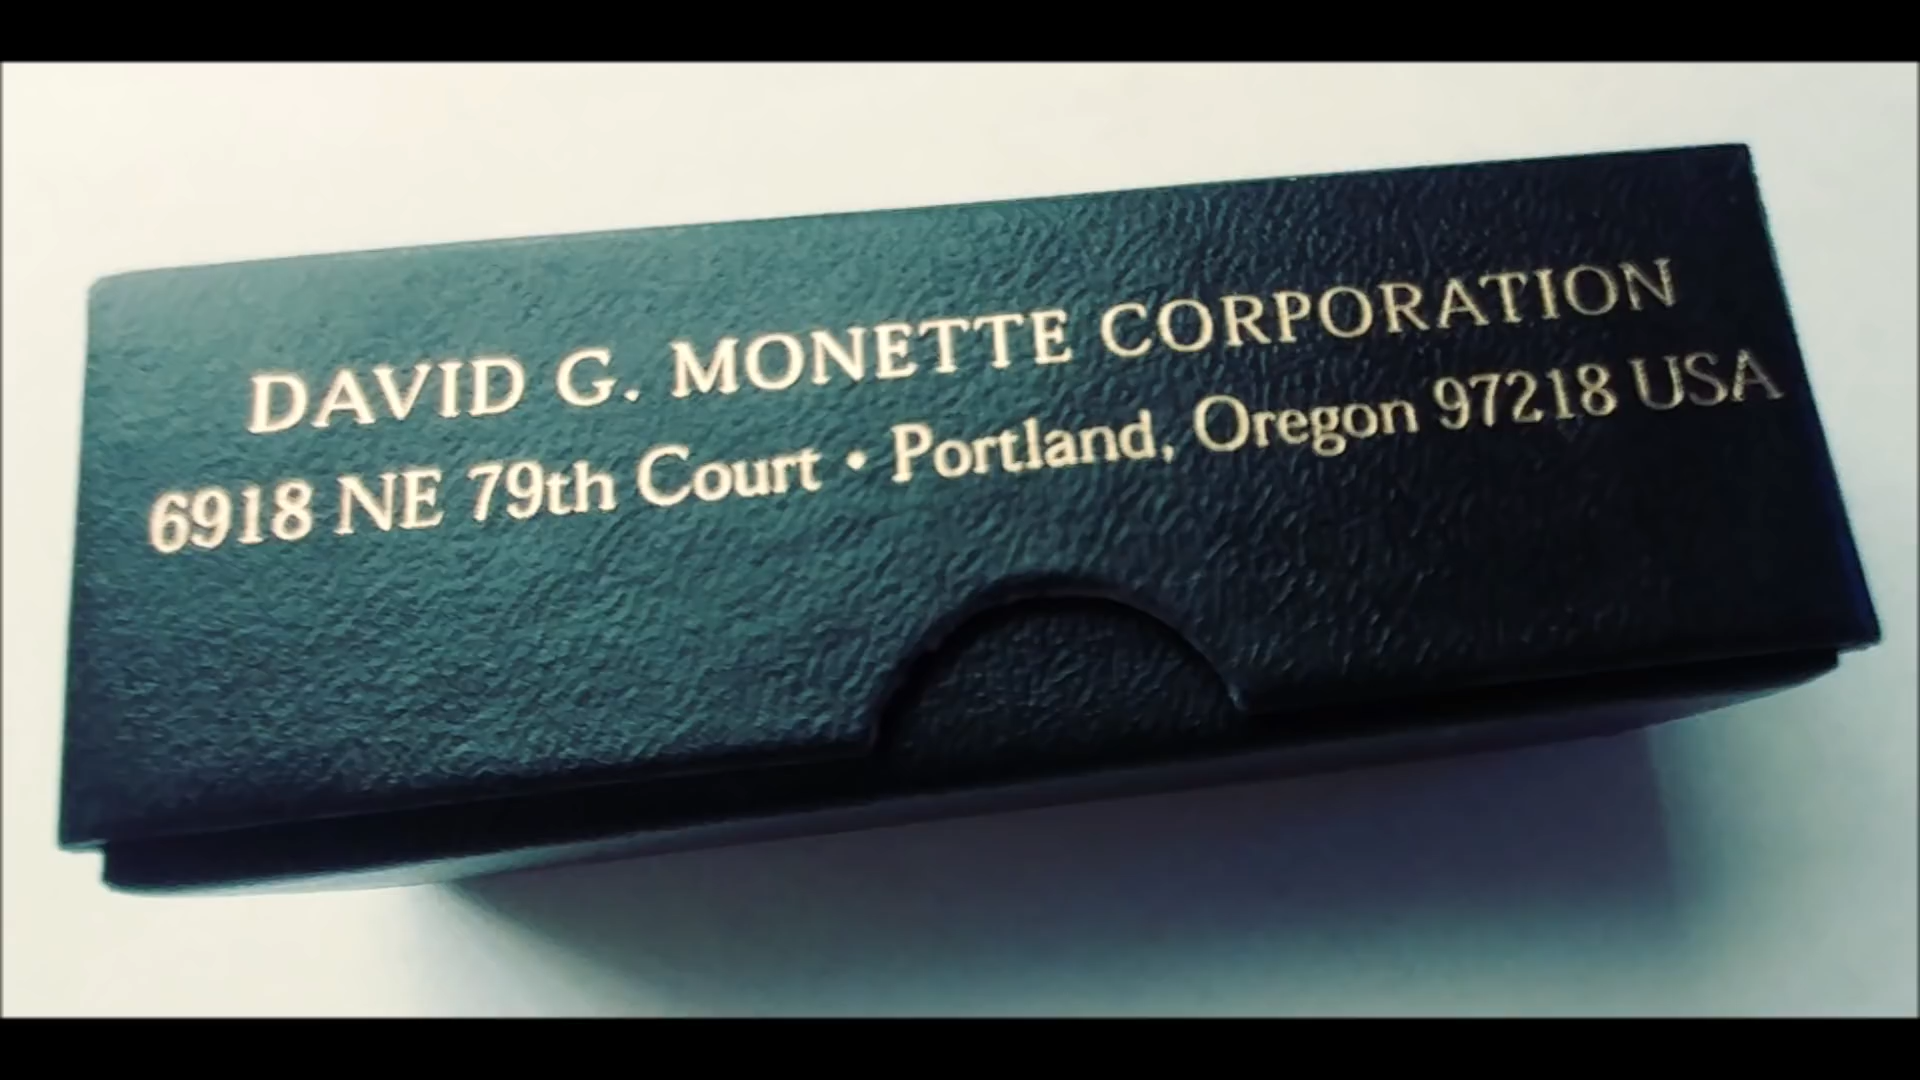 DAVID G. MONETTE CORPORATION
6918 NE 79th Court • Portland, Oregon 97218 USA